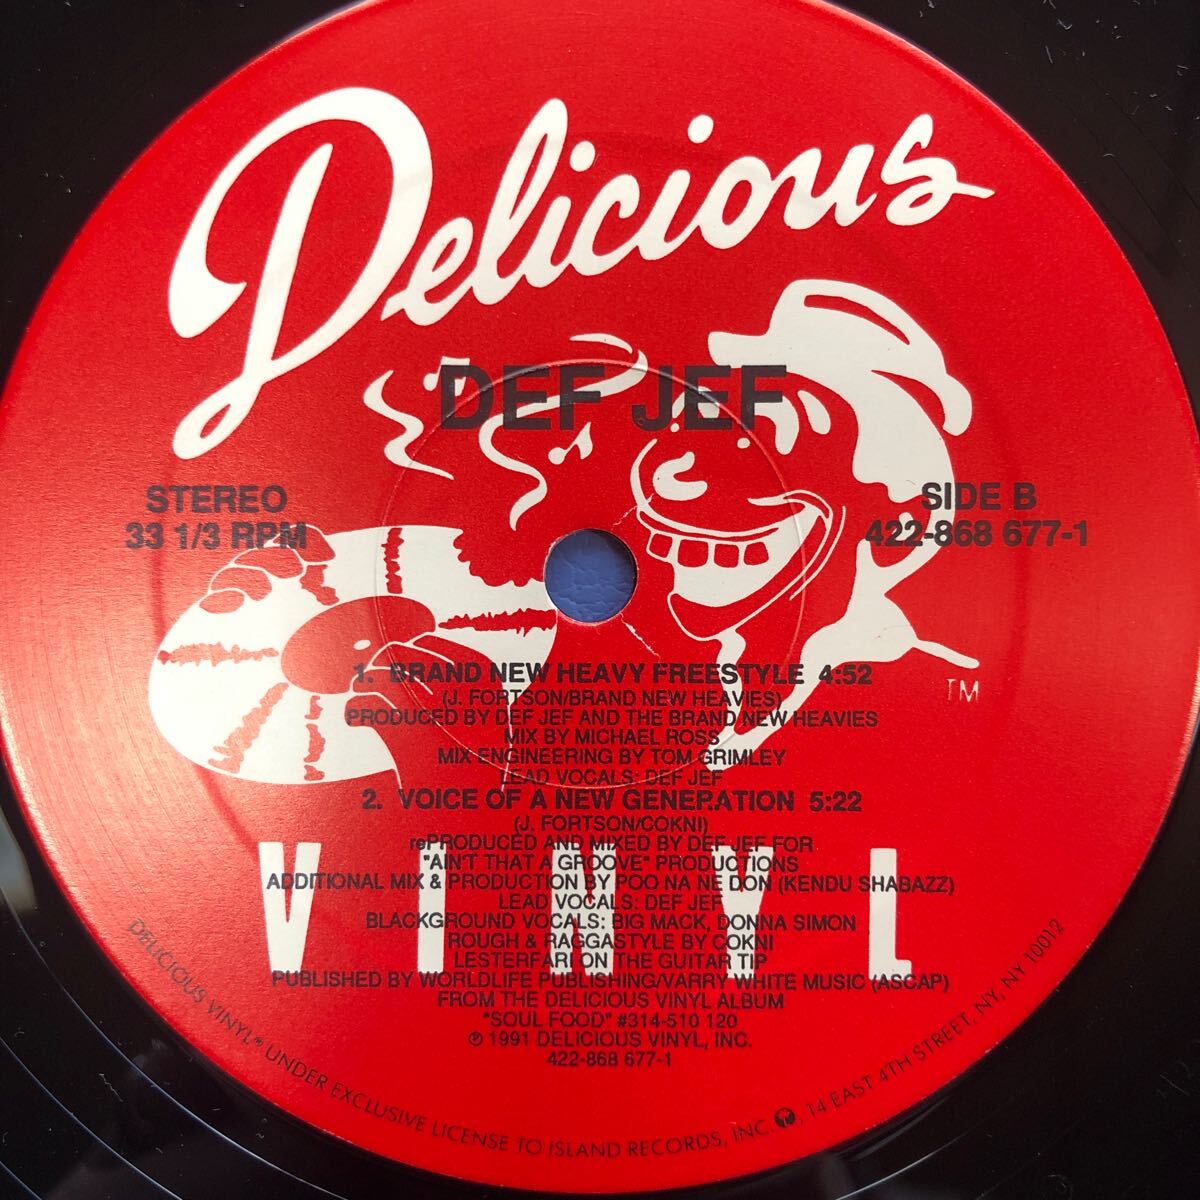 Delicious
DEF JEF
STEREO
33 1/3 RPM
SIDE B
422-868 677-1
1. BRAND NEW HEAVY FREESTYLE 4:52
(J. FORTSON/BRAND NEW HEAVIES)
PRODUCED BY DEF JEF AND THE BRAND NEW HEAVIES
MIX BY MICHAEL ROSS
MIX ENGINEERING BY TOM GRIMLEY
LEAD VOCALS: DEF JEF
TM
2. VOICE OF A NEW GENERATION 5:22
(J. FORTSON/COKNI)
rePRODUCED AND MIXED BY DEF JEF FOR
"AIN'T THAT A GROOVE" PRODUCTIONS
ADDITIONAL MIX & PRODUCTION BY POO NA NE DON (KENDU SHABAZZ)
LEAD VOCALS: DEF JEF
BLACKGROUND VOCALS: BIG MACK, DONNA SIMON
ROUGH & RAGGASTYLE BY COKNI
LESTERFARI ON THE GUITAR TIP
PUBLISHED BY WORLDLIFE PUBLISHING/VARRY WHITE MUSIC (ASCAP)
FROM THE DELICIOUS VINYL ALBUM
"SOUL FOOD" #314-510 120
℗ 1991 DELICIOUS VINYL, INC.
422-868 677-1
VINYL
DELICIOUS VINYL® UNDER EXCLUSIVE LICENSE TO ISLAND RECORDS, INC., 14 EAST 4TH STREET, NY, NY 10012